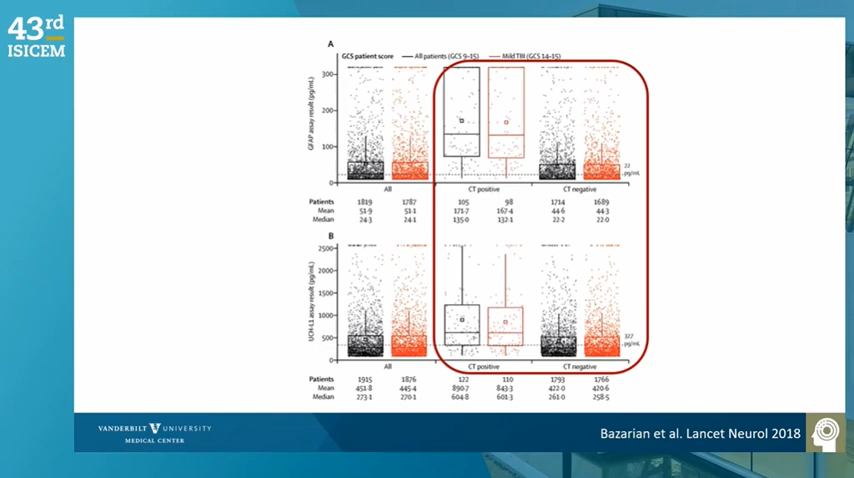 43rd
ISICEM
A
GCS patient score
All patients (GCS 9–15)
Mild TBI (GCS 14–15)
GFAP assay result (pg/mL)
300
200
100
0
22
pg/mL
All
CT positive
CT negative
Patients 1819 1787 105 98 1714 1689
Mean 51·9 51·1 171·7 167·4 44·6 44·3
Median 24·3 24·1 135·0 132·1 22·2 22·0
B
UCH-L1 assay result (pg/mL)
2500
2000
1500
1000
500
0
327
pg/mL
All
CT positive
CT negative
Patients 1915 1876 122 110 1793 1766
Mean 451·8 445·4 890·7 843·3 422·0 420·6
Median 273·1 270·1 604·8 601·3 261·0 258·5
VANDERBILT UNIVERSITY
MEDICAL CENTER
Bazarian et al. Lancet Neurol 2018